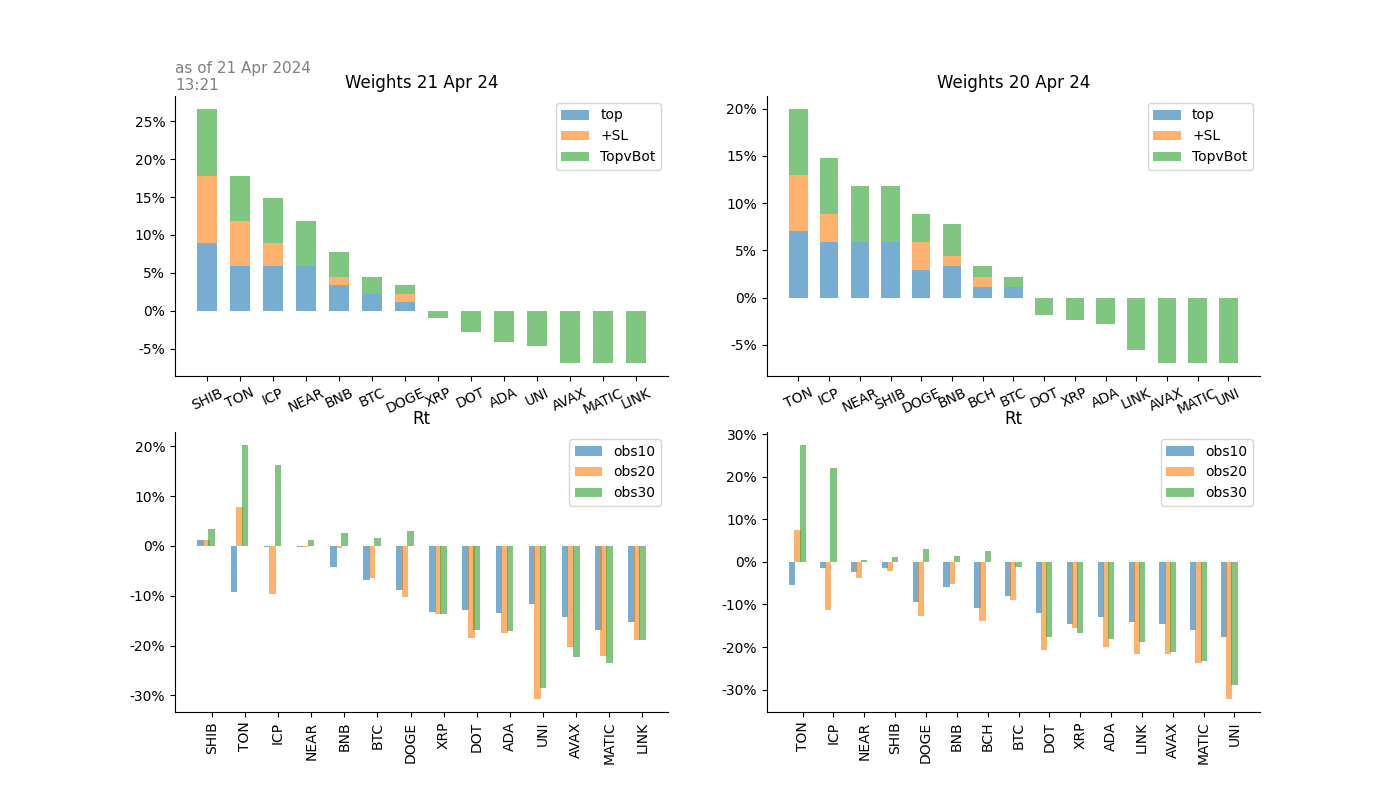 as of 21 Apr 2024
13:21
Weights 21 Apr 24
25%
20%
15%
10%
5%
0%
-5%
top
+SL
TopvBot
SHIB TON ICP NEAR BNB BTC DOGE XRP DOT ADA UNI AVAX MATIC LINK
Weights 20 Apr 24
20%
15%
10%
5%
0%
-5%
top
+SL
TopvBot
TON ICP NEAR SHIB DOGE BNB BCH BTC DOT XRP ADA LINK AVAX MATIC UNI
Rt
20%
10%
0%
-10%
-20%
-30%
obs10
obs20
obs30
SHIB TON ICP NEAR BNB BTC DOGE XRP DOT ADA UNI AVAX MATIC LINK
Rt
30%
20%
10%
0%
-10%
-20%
-30%
obs10
obs20
obs30
TON ICP NEAR SHIB DOGE BNB BCH BTC DOT XRP ADA LINK AVAX MATIC UNI